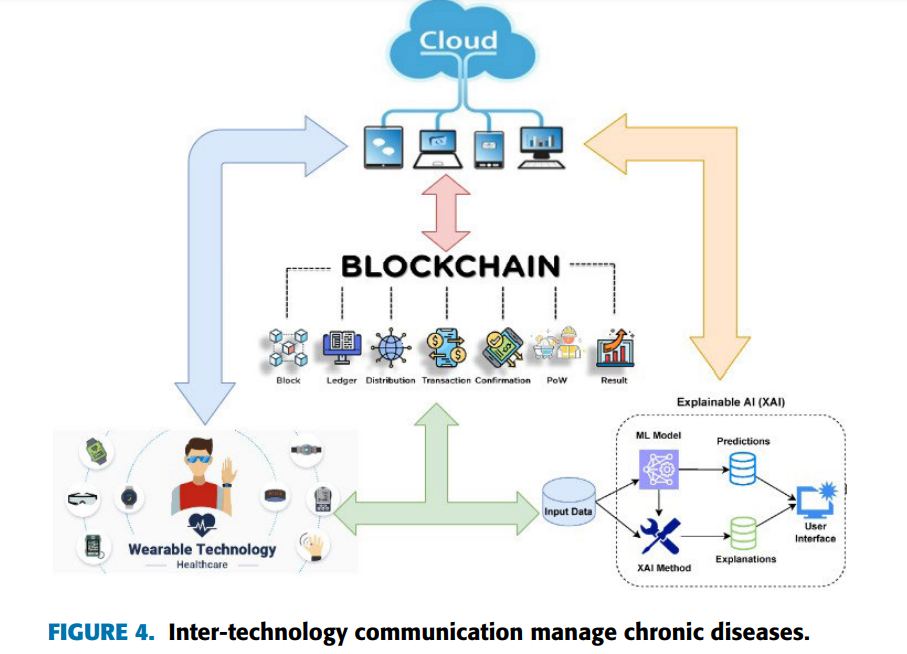 Cloud
BLOCKCHAIN
Block Ledger Distribution Transaction Confirmation PoW Result
Explainable AI (XAI)
ML Model
Predictions
Input Data
User
Interface
XAI Method
Explanations
Wearable Technology
Healthcare
FIGURE 4. Inter-technology communication manage chronic diseases.